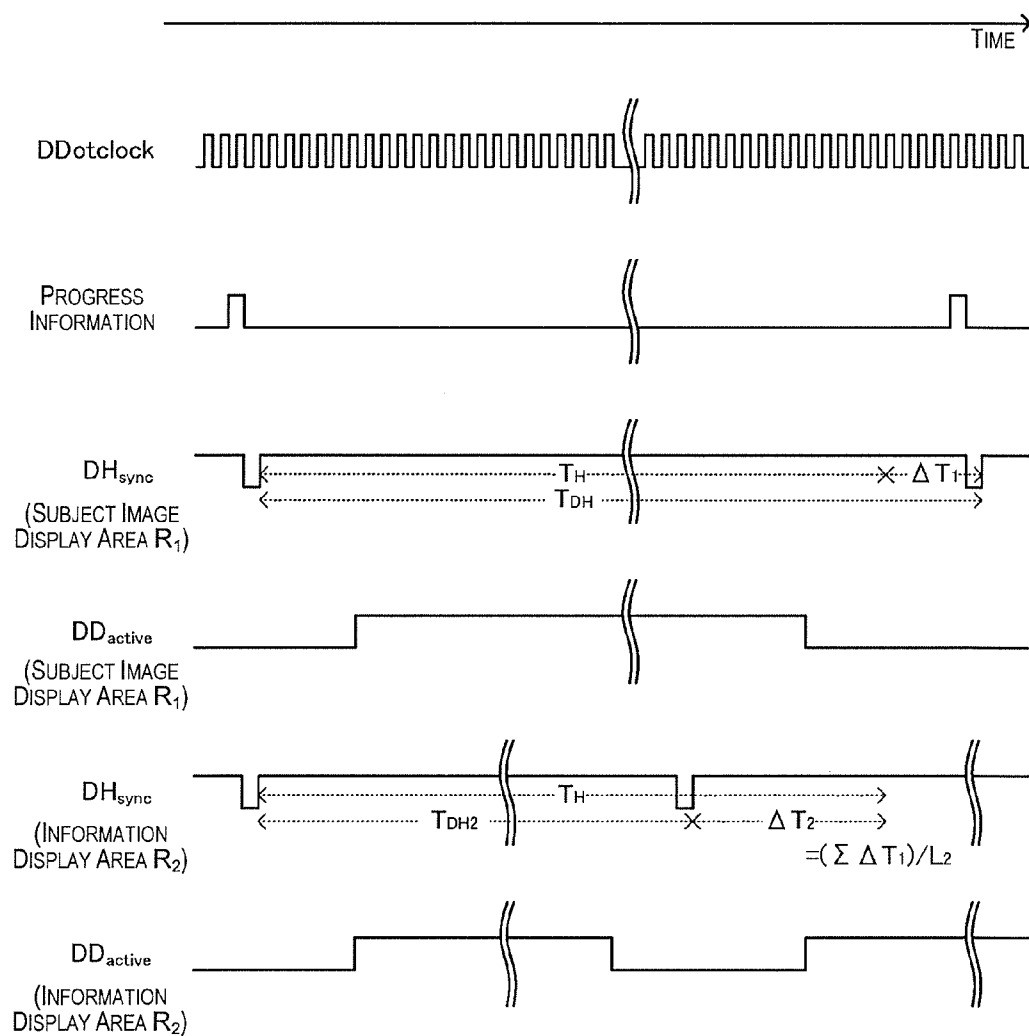 TIME
DDotclock
PROGRESS
INFORMATION
DHsync
(SUBJECT IMAGE
DISPLAY AREA R1)
TH
ΔT1
TDH
DDactive
(SUBJECT IMAGE
DISPLAY AREA R1)
DHsync
(INFORMATION
DISPLAY AREA R2)
TH
TDH2
ΔT2
=(ΣΔT1)/L2
DDactive
(INFORMATION
DISPLAY AREA R2)